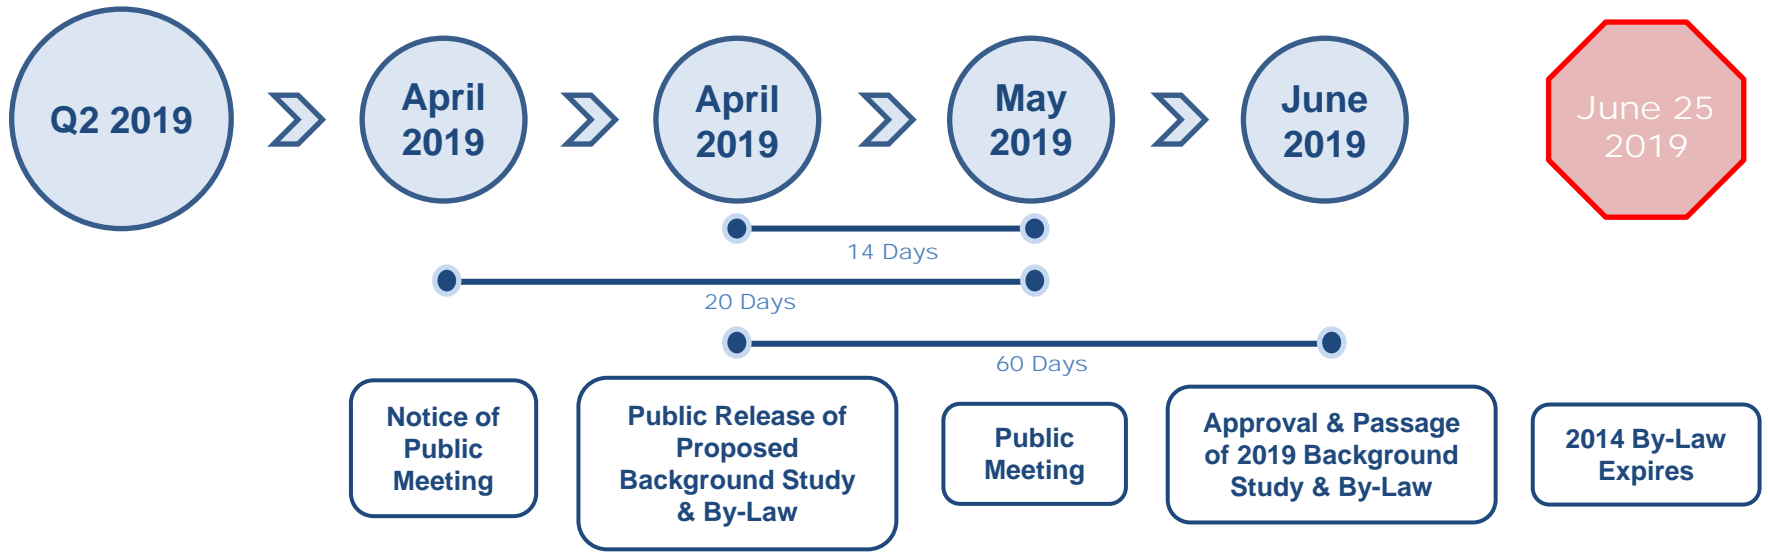 Q2 2019
April
2019
April
2019
May
2019
June
2019
June 25
2019
14 Days
20 Days
60 Days
Notice of
Public
Meeting
Public Release of
Proposed
Background Study
& By-Law
Public
Meeting
Approval & Passage
of 2019 Background
Study & By-Law
2014 By-Law
Expires